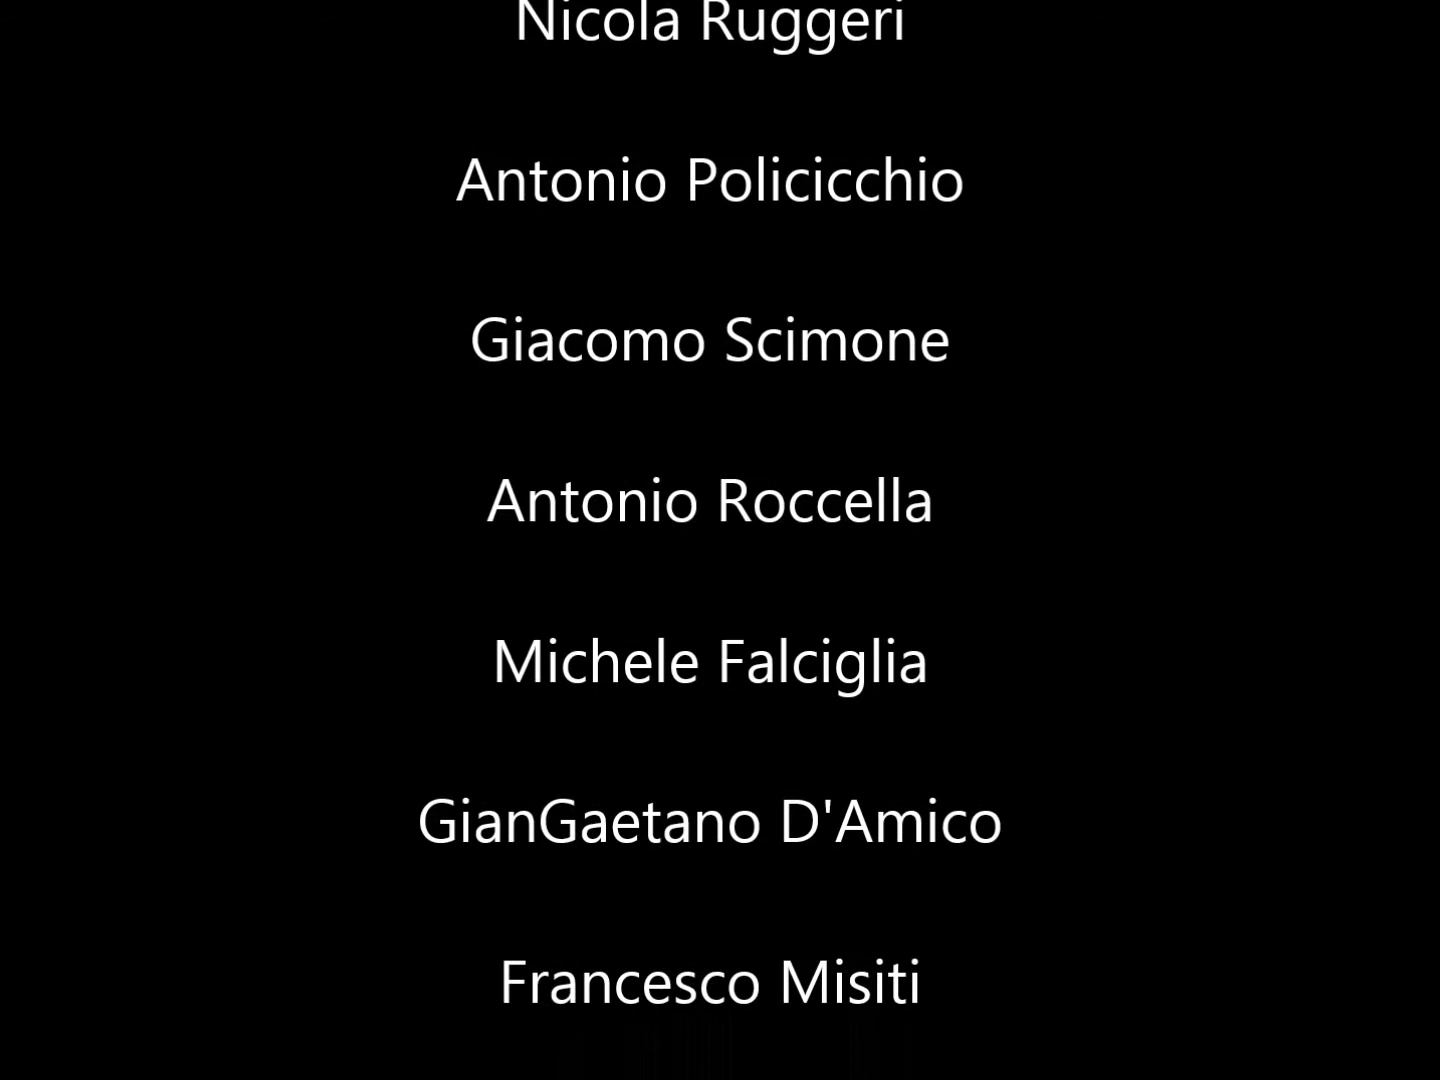 Nicola Ruggeri
Antonio Policicchio
Giacomo Scimone
Antonio Roccella
Michele Falciglia
GianGaetano D'Amico
Francesco Misiti